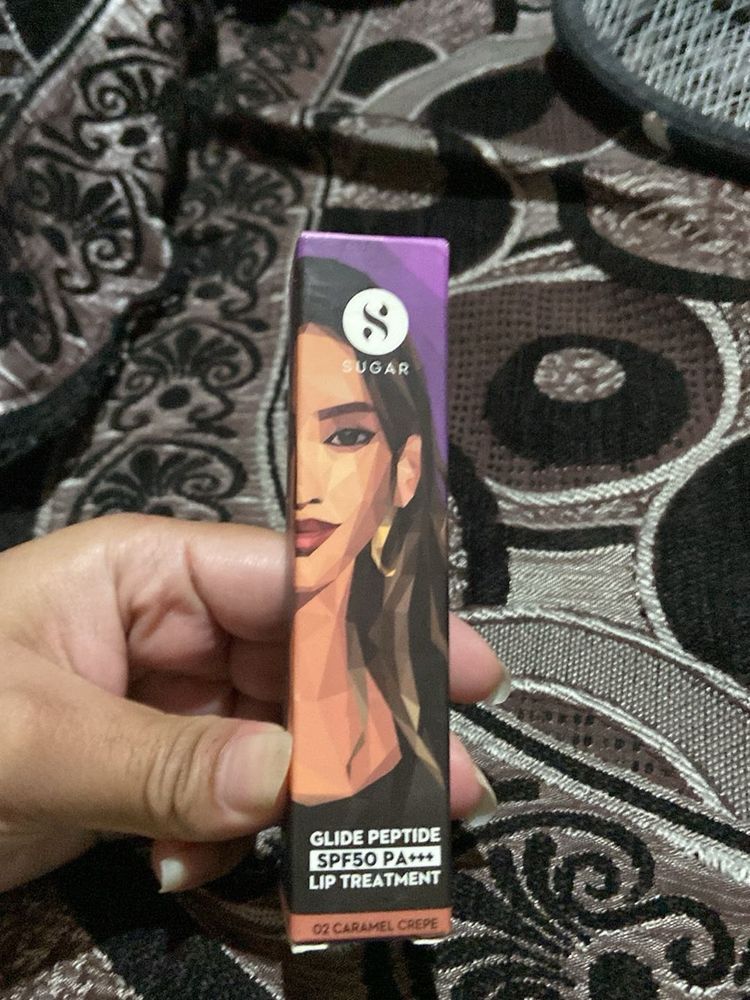 SUGAR
GLIDE PEPTIDE
SPF50 PA+++
LIP TREATMENT
02 CARAMEL CREPE